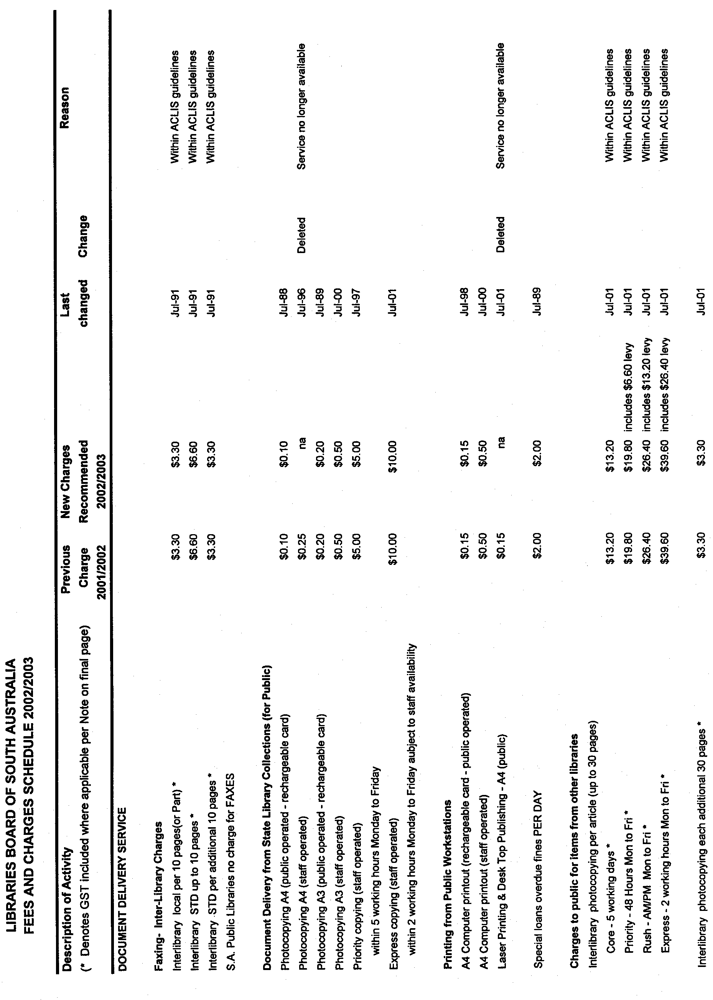 LIBRARIES BOARD OF SOUTH AUSTRALIA
FEES AND CHARGES SCHEDULE 2002/2003
Description of Activity Previous New Charges Last Reason
(* Denotes GST included where applicable per Note on final page) Charge Recommended changed Change
2001/2002 2002/2003
DOCUMENT DELIVERY SERVICE
Faxing- Inter-Library Charges
Interlibrary local per 10 pages(or Part) * $3.30 $3.30 Jul-91 Within ACLIS guidelines
Interlibrary STD up to 10 pages * $6.60 $6.60 Jul-91 Within ACLIS guidelines
Interlibrary STD per additional 10 pages * $3.30 $3.30 Jul-91 Within ACLIS guidelines
S.A. Public Libraries no charge for FAXES
Document Delivery from State Library Collections (for Public)
Photocopying A4 (public operated - rechargeable card) $0.10 $0.10 Jul-88
Photocopying A4 (staff operated) $0.25 na Jul-96 Deleted Service no longer available
Photocopying A3 (public operated - rechargeable card) $0.20 $0.20 Jul-89
Photocopying A3 (staff operated) $0.50 $0.50 Jul-00
Priority copying (staff operated) $5.00 $5.00 Jul-97
within 5 working hours Monday to Friday
Express copying (staff operated) $10.00 $10.00 Jul-01
within 2 working hours Monday to Friday aubject to staff availability
Printing from Public Workstations
A4 Computer printout (rechargeable card - public operated) $0.15 $0.15 Jul-98
A4 Computer printout (staff operated) $0.50 $0.50 Jul-00
Laser Printing & Desk Top Publishing - A4 (public) $0.15 na Jul-01 Deleted Service no longer available
Special loans overdue fines PER DAY $2.00 $2.00 Jul-89
Charges to public for items from other libraries
Interlibrary photocopying per article (up to 30 pages)
Core - 5 working days * $13.20 $13.20 Jul-01 Within ACLIS guidelines
Priority - 48 Hours Mon to Fri * $19.80 $19.80 includes $6.60 levy Jul-01 Within ACLIS guidelines
Rush - AM/PM Mon to Fri * $26.40 $26.40 includes $13.20 levy Jul-01 Within ACLIS guidelines
Express - 2 working hours Mon to Fri * $39.60 $39.60 includes $26.40 levy Jul-01 Within ACLIS guidelines
Interlibrary photocopying each additional 30 pages * $3.30 $3.30 Jul-01